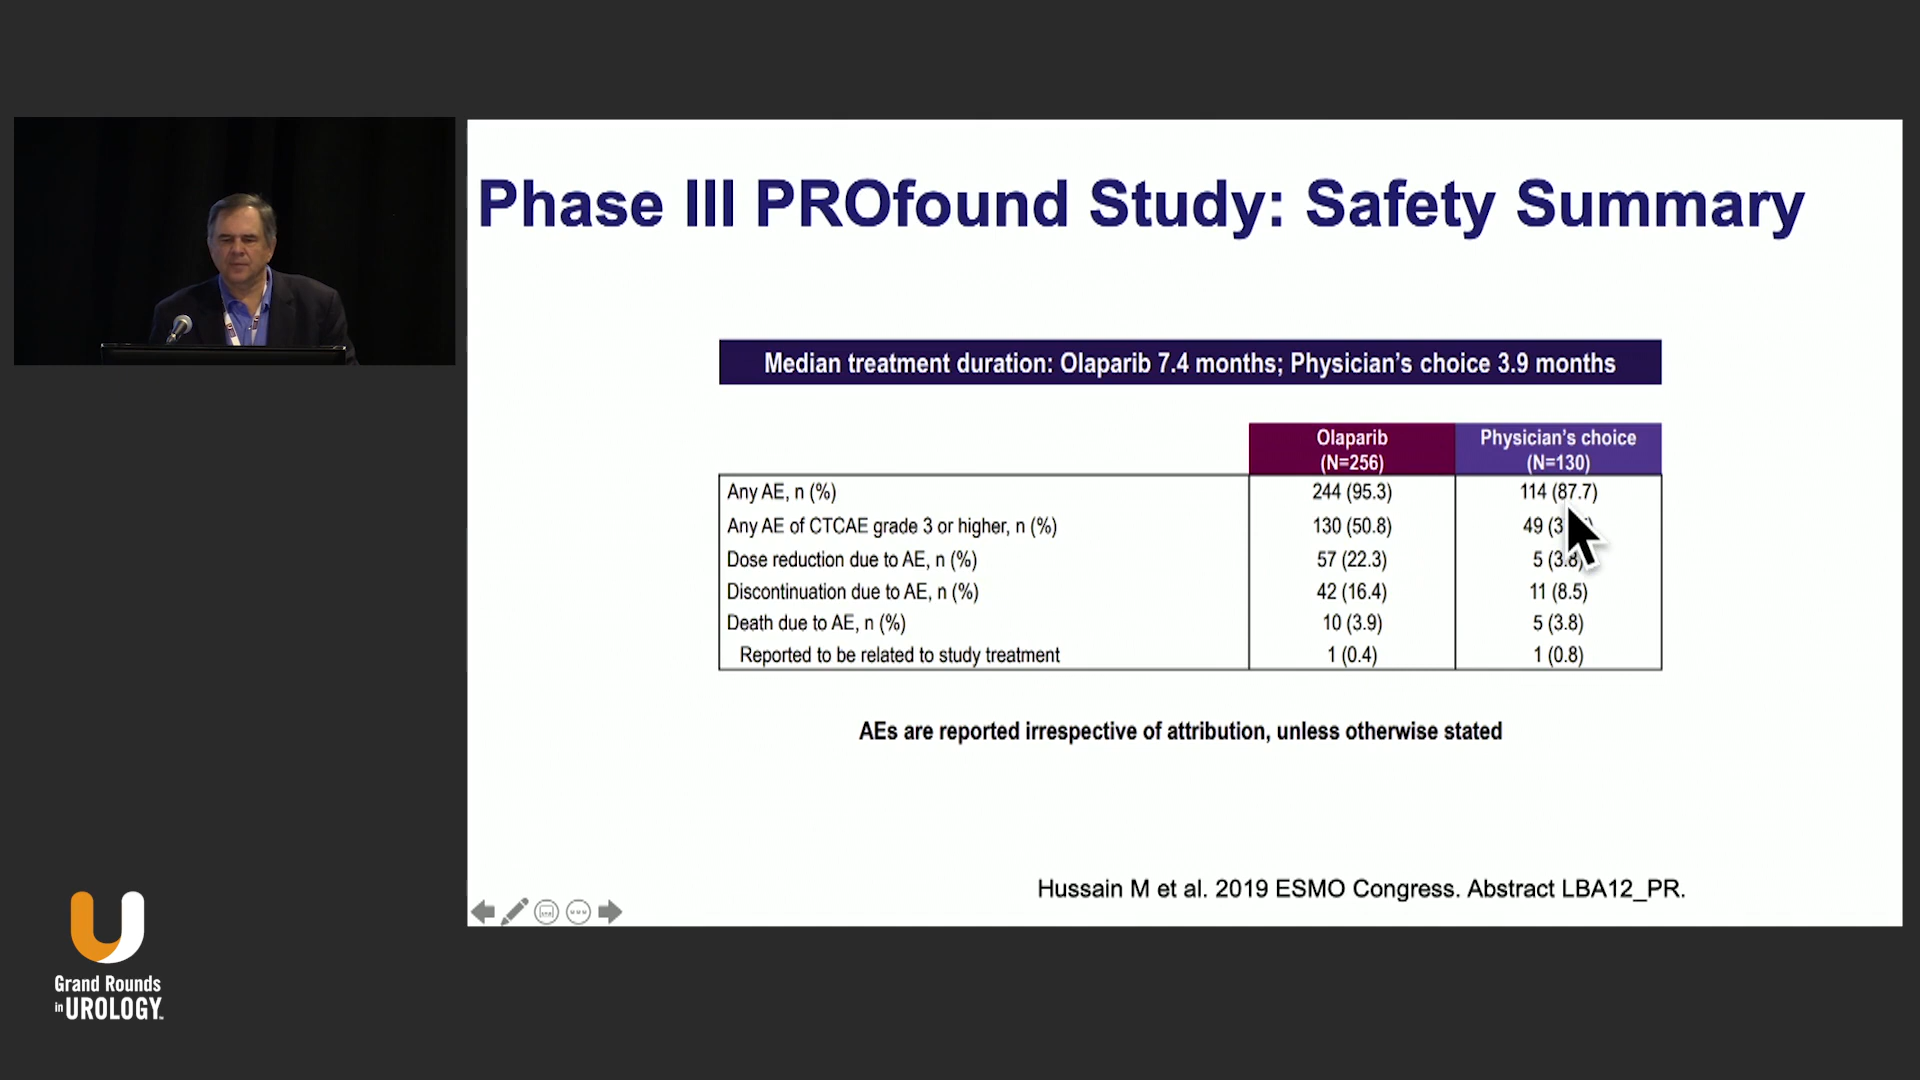 Phase III PROfound Study: Safety Summary
Median treatment duration: Olaparib 7.4 months; Physician's choice 3.9 months
Olaparib Physician's choice
(N=256) (N=130)
Any AE, n (%) 244 (95.3) 114 (87.7)
Any AE of CTCAE grade 3 or higher, n (%) 130 (50.8) 49
Dose reduction due to AE, n (%) 57 (22.3) 5 (3.8)
Discontinuation due to AE, n (%) 42 (16.4) 11 (8.5)
Death due to AE, n (%) 10 (3.9) 5 (3.8)
Reported to be related to study treatment 1 (0.4) 1 (0.8)
AEs are reported irrespective of attribution, unless otherwise stated
Hussain M et al. 2019 ESMO Congress. Abstract LBA12_PR.
Grand Rounds
in UROLOGY